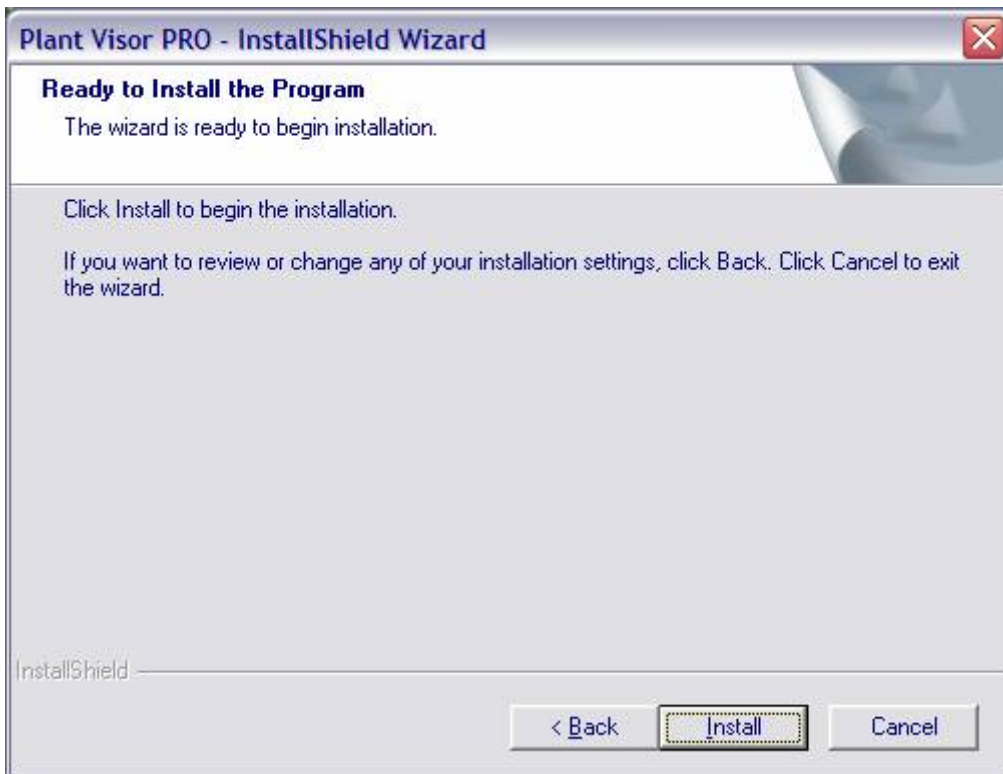 Plant Visor PRO - InstallShield Wizard
Ready to Install the Program
The wizard is ready to begin installation.
Click Install to begin the installation.
If you want to review or change any of your installation settings, click Back. Click Cancel to exit
the wizard.
InstallShield
< Back Install Cancel